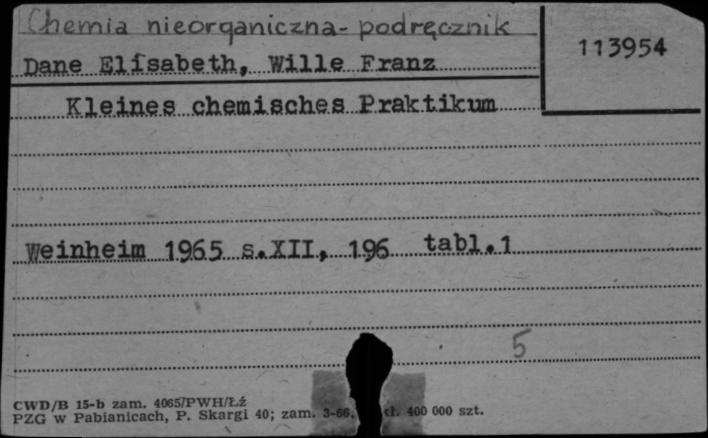 Chemia nieorganiczna - podręcznik
113954
Dane Elisabeth, Wille Franz
Kleines chemisches Praktikum
Weinheim 1965 s.XII, 196 tabl.1
5
CWD/B 15-b zam. 4065/PWH/Łź
PZG w Pabianicach, P. Skargi 40; zam. 3-66. 400 000 szt.